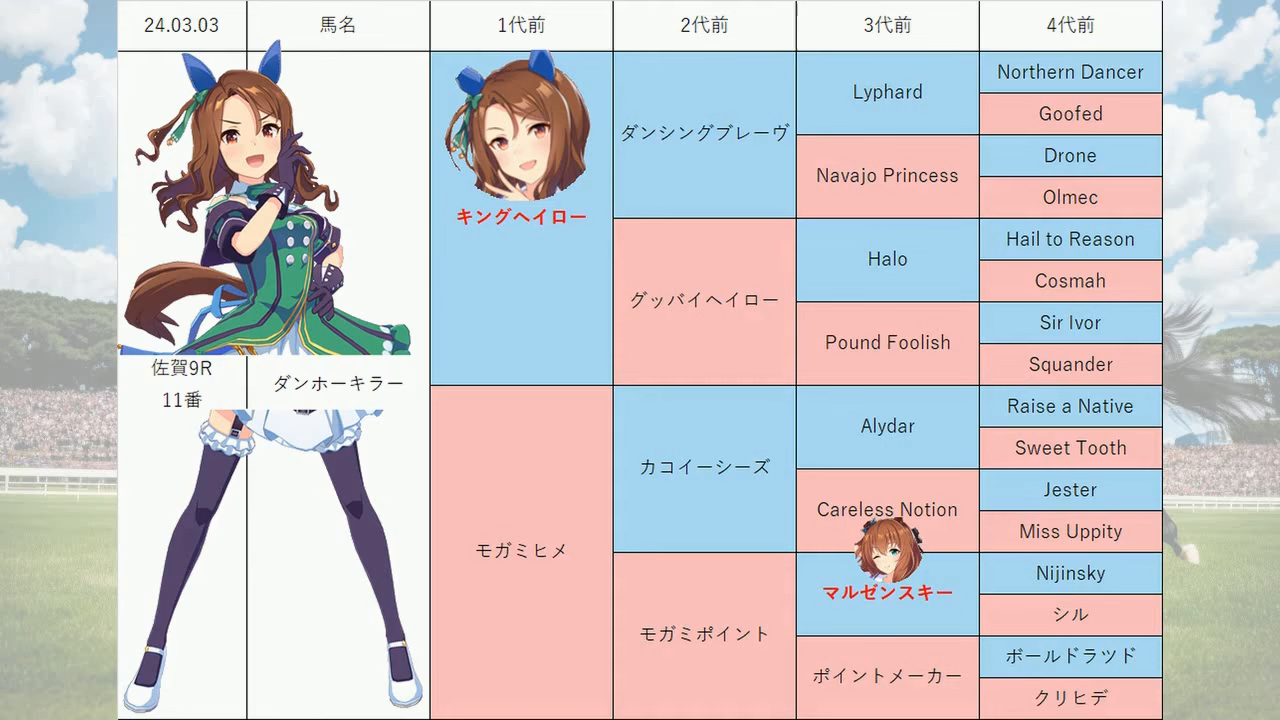 24.03.03
馬名
1代前
2代前
3代前
4代前
佐賀9R
11番
ダンホーキラー
キングヘイロー
モガミヒメ
ダンシングブレーヴ
グッバイヘイロー
カコイーシーズ
モガミポイント
Lyphard
Navajo Princess
Halo
Pound Foolish
Alydar
Careless Notion
マルゼンスキー
ポイントメーカー
Northern Dancer
Goofed
Drone
Olmec
Hail to Reason
Cosmah
Sir Ivor
Squander
Raise a Native
Sweet Tooth
Jester
Miss Uppity
Nijinsky
シル
ボールドラツド
クリヒデ